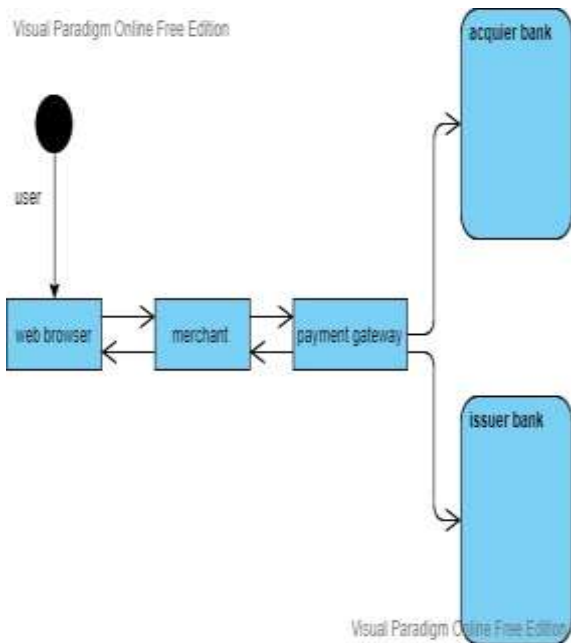 Visual Paradigm Online Free Edition
acquier bank
user
web browser
merchant
payment gateway
issuer bank
Visual Paradigm Online Free Edition